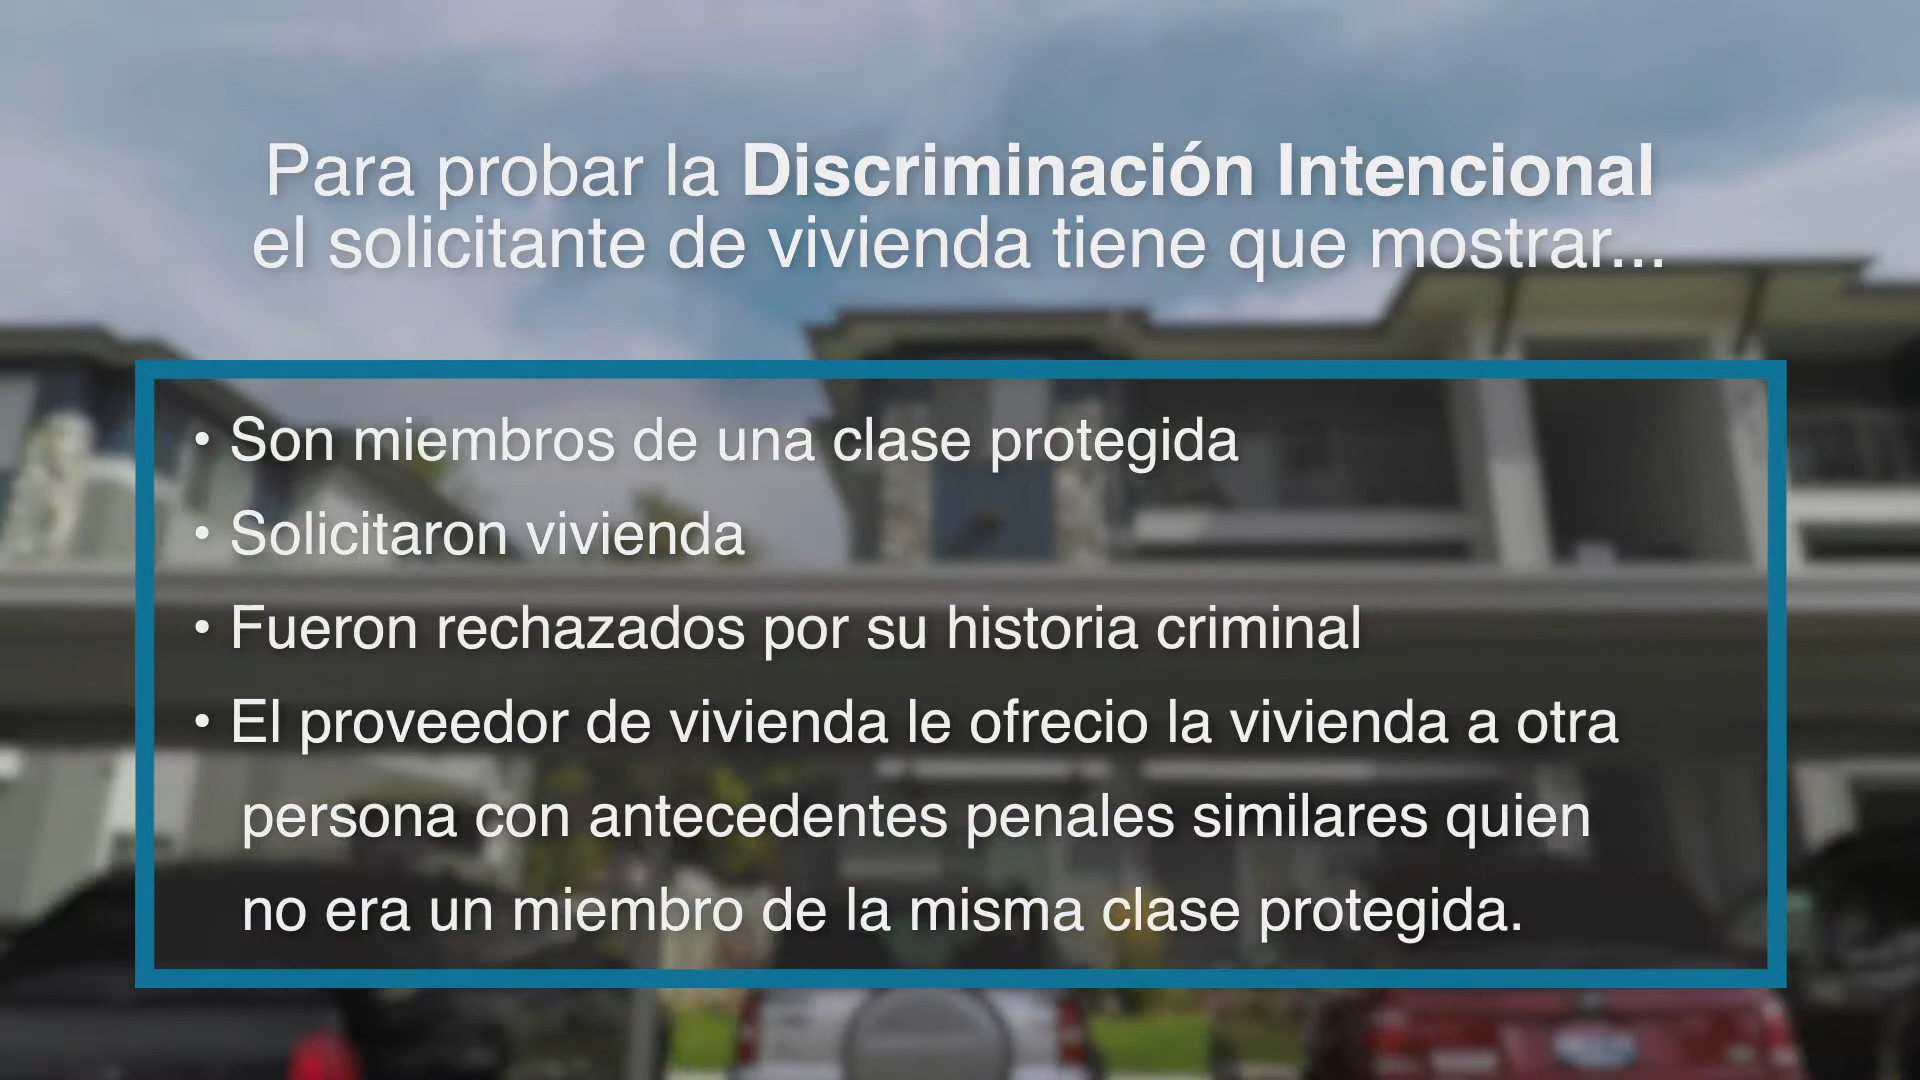 Para probar la Discriminación Intencional
el solicitante de vivienda tiene que mostrar...
• Son miembros de una clase protegida
• Solicitaron vivienda
• Fueron rechazados por su historia criminal
• El proveedor de vivienda le ofrecio la vivienda a otra
persona con antecedentes penales similares quien
no era un miembro de la misma clase protegida.